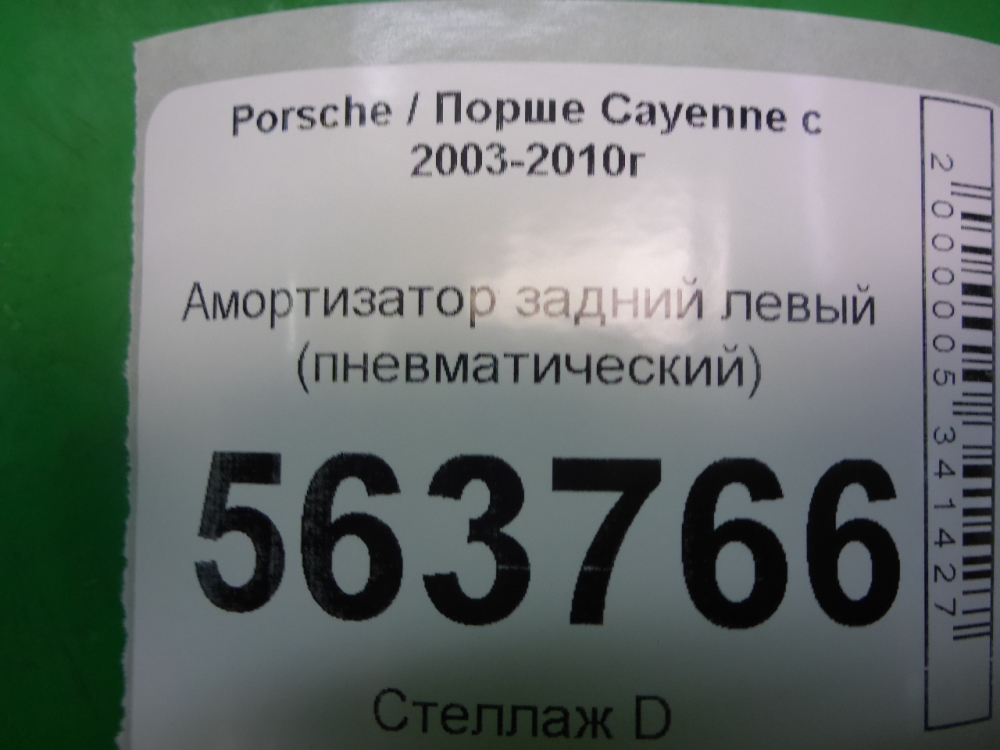 Porsche / Порше Cayenne с
2003-2010г
Амортизатор задний левый
(пневматический)
563766
Стеллаж D
2000005341427